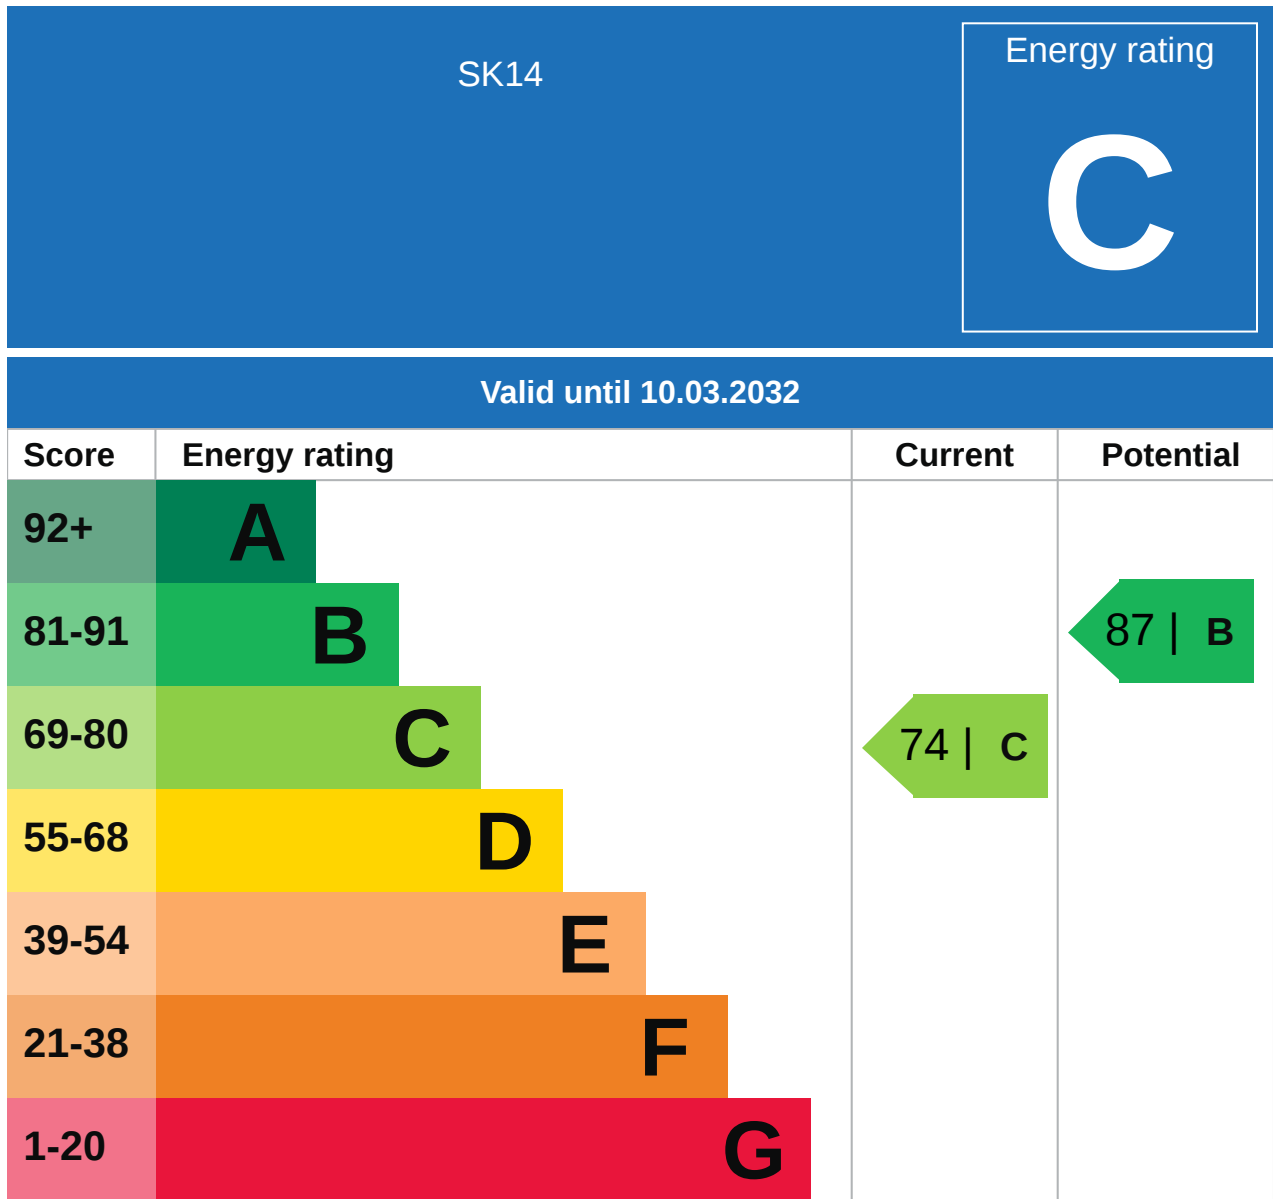 SK14
Energy rating
C
Valid until 10.03.2032
Score Energy rating Current Potential
92+ A
81-91 B 87 | B
69-80 C 74 | C
55-68 D
39-54 E
21-38 F
1-20 G